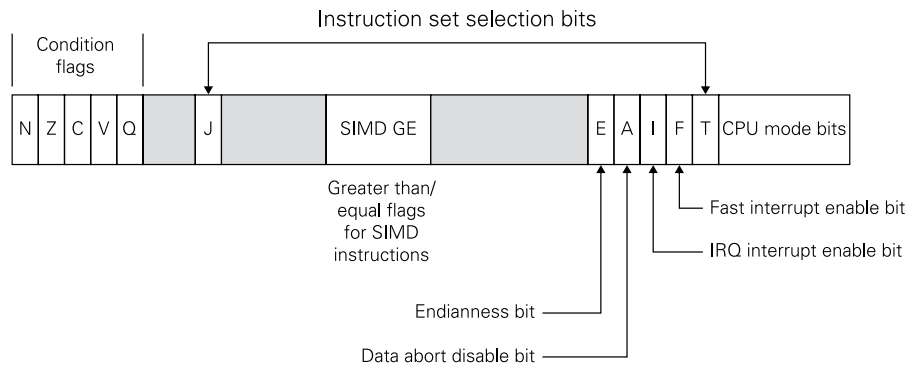 Instruction set selection bits
Condition
flags
N Z C V Q J SIMD GE E A I F T CPU mode bits
Greater than/
equal flags
for SIMD
instructions
Fast interrupt enable bit
IRQ interrupt enable bit
Endianness bit
Data abort disable bit